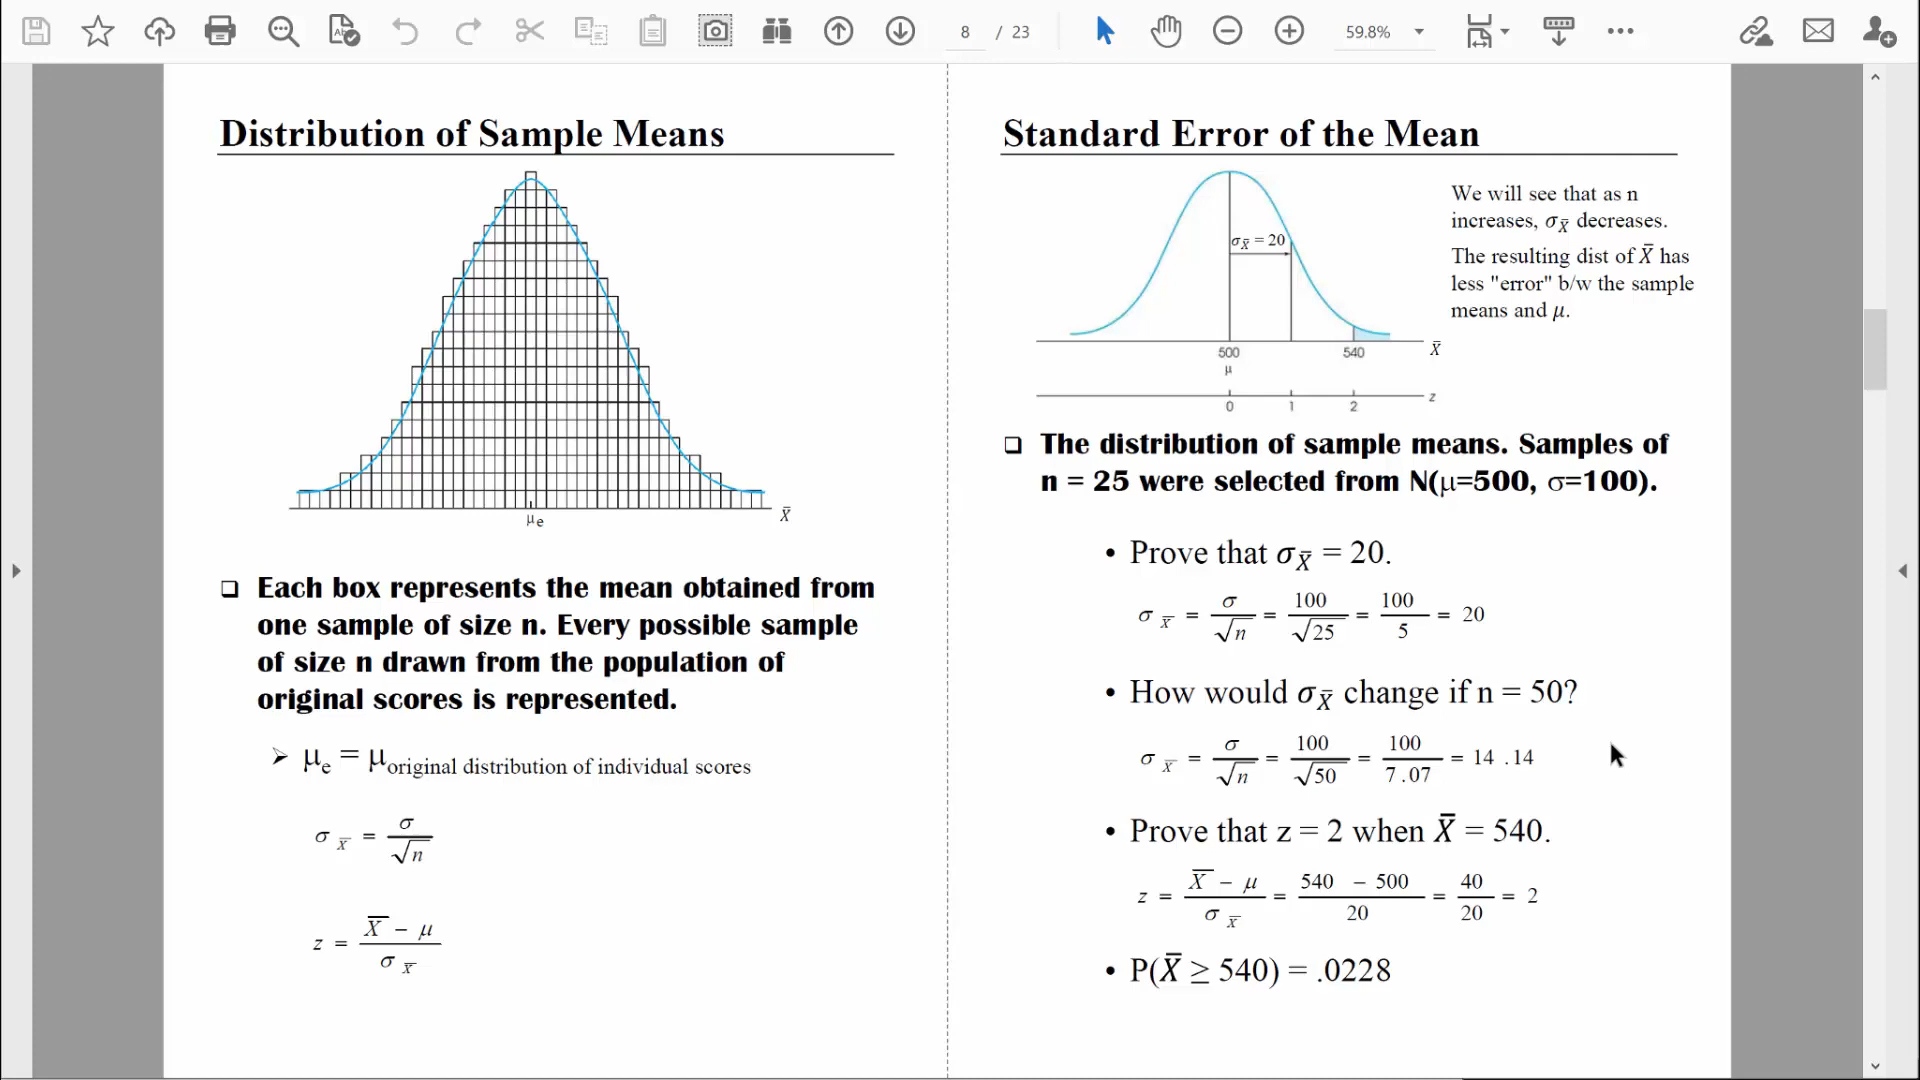 8 / 23
59.8%
Distribution of Sample Means
μe
X̄
❑ Each box represents the mean obtained from
one sample of size n. Every possible sample
of size n drawn from the population of
original scores is represented.
➢ μe = μoriginal distribution of individual scores
σ X̄ = σ / √n
z = (X̄ − μ) / σ X̄
Standard Error of the Mean
σX̄ = 20
500
540
X̄
μ
z
0 1 2
We will see that as n
increases, σX̄ decreases.
The resulting dist of X̄ has
less "error" b/w the sample
means and μ.
❑ The distribution of sample means. Samples of
n = 25 were selected from N(μ=500, σ=100).
• Prove that σX̄ = 20.
σ X̄ = σ / √n = 100 / √25 = 100 / 5 = 20
• How would σX̄ change if n = 50?
σ X̄ = σ / √n = 100 / √50 = 100 / 7.07 = 14.14
• Prove that z = 2 when X̄ = 540.
z = (X̄ − μ) / σ X̄ = (540 − 500) / 20 = 40 / 20 = 2
• P(X̄ ≥ 540) = .0228